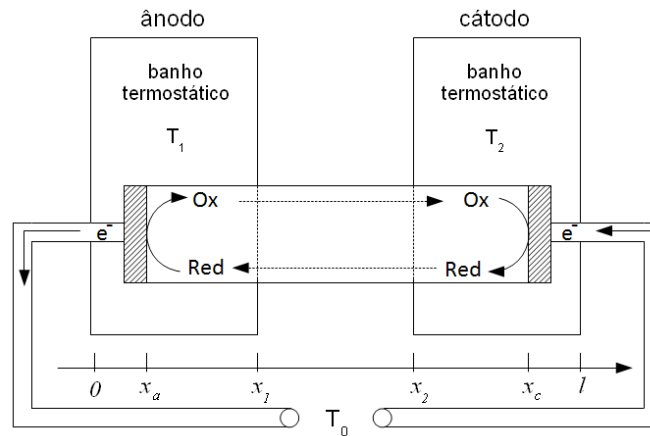 ânodo
cátodo
banho
termostático
T1
banho
termostático
T2
Ox
Ox
e-
e-
Red
Red
0
xa
x1
x2
xc
l
T0